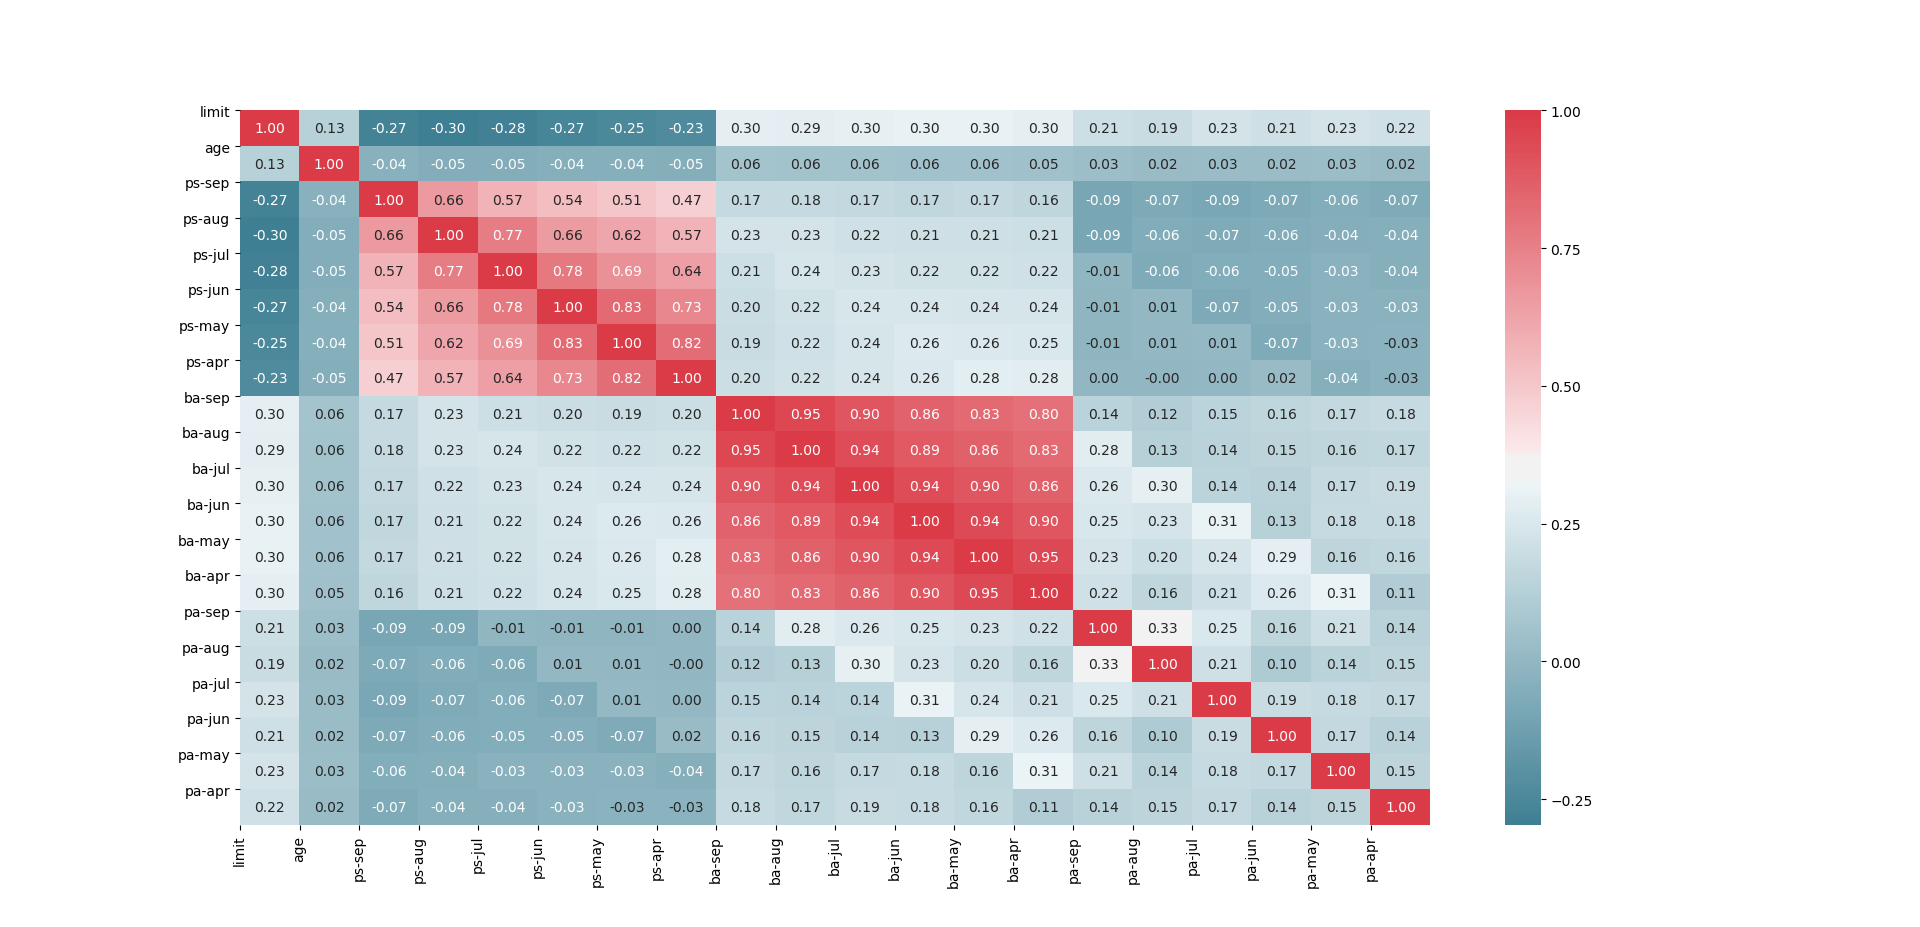 limit 1.00 0.13 -0.27 -0.30 -0.28 -0.27 -0.25 -0.23 0.30 0.29 0.30 0.30 0.30 0.30 0.21 0.19 0.23 0.21 0.23 0.22
age 0.13 1.00 -0.04 -0.05 -0.05 -0.04 -0.04 -0.05 0.06 0.06 0.06 0.06 0.06 0.05 0.03 0.02 0.03 0.02 0.03 0.02
ps-sep -0.27 -0.04 1.00 0.66 0.57 0.54 0.51 0.47 0.17 0.18 0.17 0.17 0.17 0.16 -0.09 -0.07 -0.09 -0.07 -0.06 -0.07
ps-aug -0.30 -0.05 0.66 1.00 0.77 0.66 0.62 0.57 0.23 0.23 0.22 0.21 0.21 0.21 -0.09 -0.06 -0.07 -0.06 -0.04 -0.04
ps-jul -0.28 -0.05 0.57 0.77 1.00 0.78 0.69 0.64 0.21 0.24 0.23 0.22 0.22 0.22 -0.01 -0.06 -0.06 -0.05 -0.03 -0.04
ps-jun -0.27 -0.04 0.54 0.66 0.78 1.00 0.83 0.73 0.20 0.22 0.24 0.24 0.24 0.24 -0.01 0.01 -0.07 -0.05 -0.03 -0.03
ps-may -0.25 -0.04 0.51 0.62 0.69 0.83 1.00 0.82 0.19 0.22 0.24 0.26 0.26 0.25 -0.01 0.01 0.01 -0.07 -0.03 -0.03
ps-apr -0.23 -0.05 0.47 0.57 0.64 0.73 0.82 1.00 0.20 0.22 0.24 0.26 0.28 0.28 0.00 -0.00 0.00 0.02 -0.04 -0.03
ba-sep 0.30 0.06 0.17 0.23 0.21 0.20 0.19 0.20 1.00 0.95 0.90 0.86 0.83 0.80 0.14 0.12 0.15 0.16 0.17 0.18
ba-aug 0.29 0.06 0.18 0.23 0.24 0.22 0.22 0.22 0.95 1.00 0.94 0.89 0.86 0.83 0.28 0.13 0.14 0.15 0.16 0.17
ba-jul 0.30 0.06 0.17 0.22 0.23 0.24 0.24 0.24 0.90 0.94 1.00 0.94 0.90 0.86 0.26 0.30 0.14 0.14 0.17 0.19
ba-jun 0.30 0.06 0.17 0.21 0.22 0.24 0.26 0.26 0.86 0.89 0.94 1.00 0.94 0.90 0.25 0.23 0.31 0.13 0.18 0.18
ba-may 0.30 0.06 0.17 0.21 0.22 0.24 0.26 0.28 0.83 0.86 0.90 0.94 1.00 0.95 0.23 0.20 0.24 0.29 0.16 0.16
ba-apr 0.30 0.05 0.16 0.21 0.22 0.24 0.25 0.28 0.80 0.83 0.86 0.90 0.95 1.00 0.22 0.16 0.21 0.26 0.31 0.11
pa-sep 0.21 0.03 -0.09 -0.09 -0.01 -0.01 -0.01 0.00 0.14 0.28 0.26 0.25 0.23 0.22 1.00 0.33 0.25 0.16 0.21 0.14
pa-aug 0.19 0.02 -0.07 -0.06 -0.06 0.01 0.01 -0.00 0.12 0.13 0.30 0.23 0.20 0.16 0.33 1.00 0.21 0.10 0.14 0.15
pa-jul 0.23 0.03 -0.09 -0.07 -0.06 -0.07 0.01 0.00 0.15 0.14 0.14 0.31 0.24 0.21 0.25 0.21 1.00 0.19 0.18 0.17
pa-jun 0.21 0.02 -0.07 -0.06 -0.05 -0.05 -0.07 0.02 0.16 0.15 0.14 0.13 0.29 0.26 0.16 0.10 0.19 1.00 0.17 0.14
pa-may 0.23 0.03 -0.06 -0.04 -0.03 -0.03 -0.03 -0.04 0.17 0.16 0.17 0.18 0.16 0.31 0.21 0.14 0.18 0.17 1.00 0.15
pa-apr 0.22 0.02 -0.07 -0.04 -0.04 -0.03 -0.03 -0.03 0.18 0.17 0.19 0.18 0.16 0.11 0.14 0.15 0.17 0.14 0.15 1.00
limit age ps-sep ps-aug ps-jul ps-jun ps-may ps-apr ba-sep ba-aug ba-jul ba-jun ba-may ba-apr pa-sep pa-aug pa-jul pa-jun pa-may pa-apr
1.00
0.75
0.50
0.25
0.00
−0.25